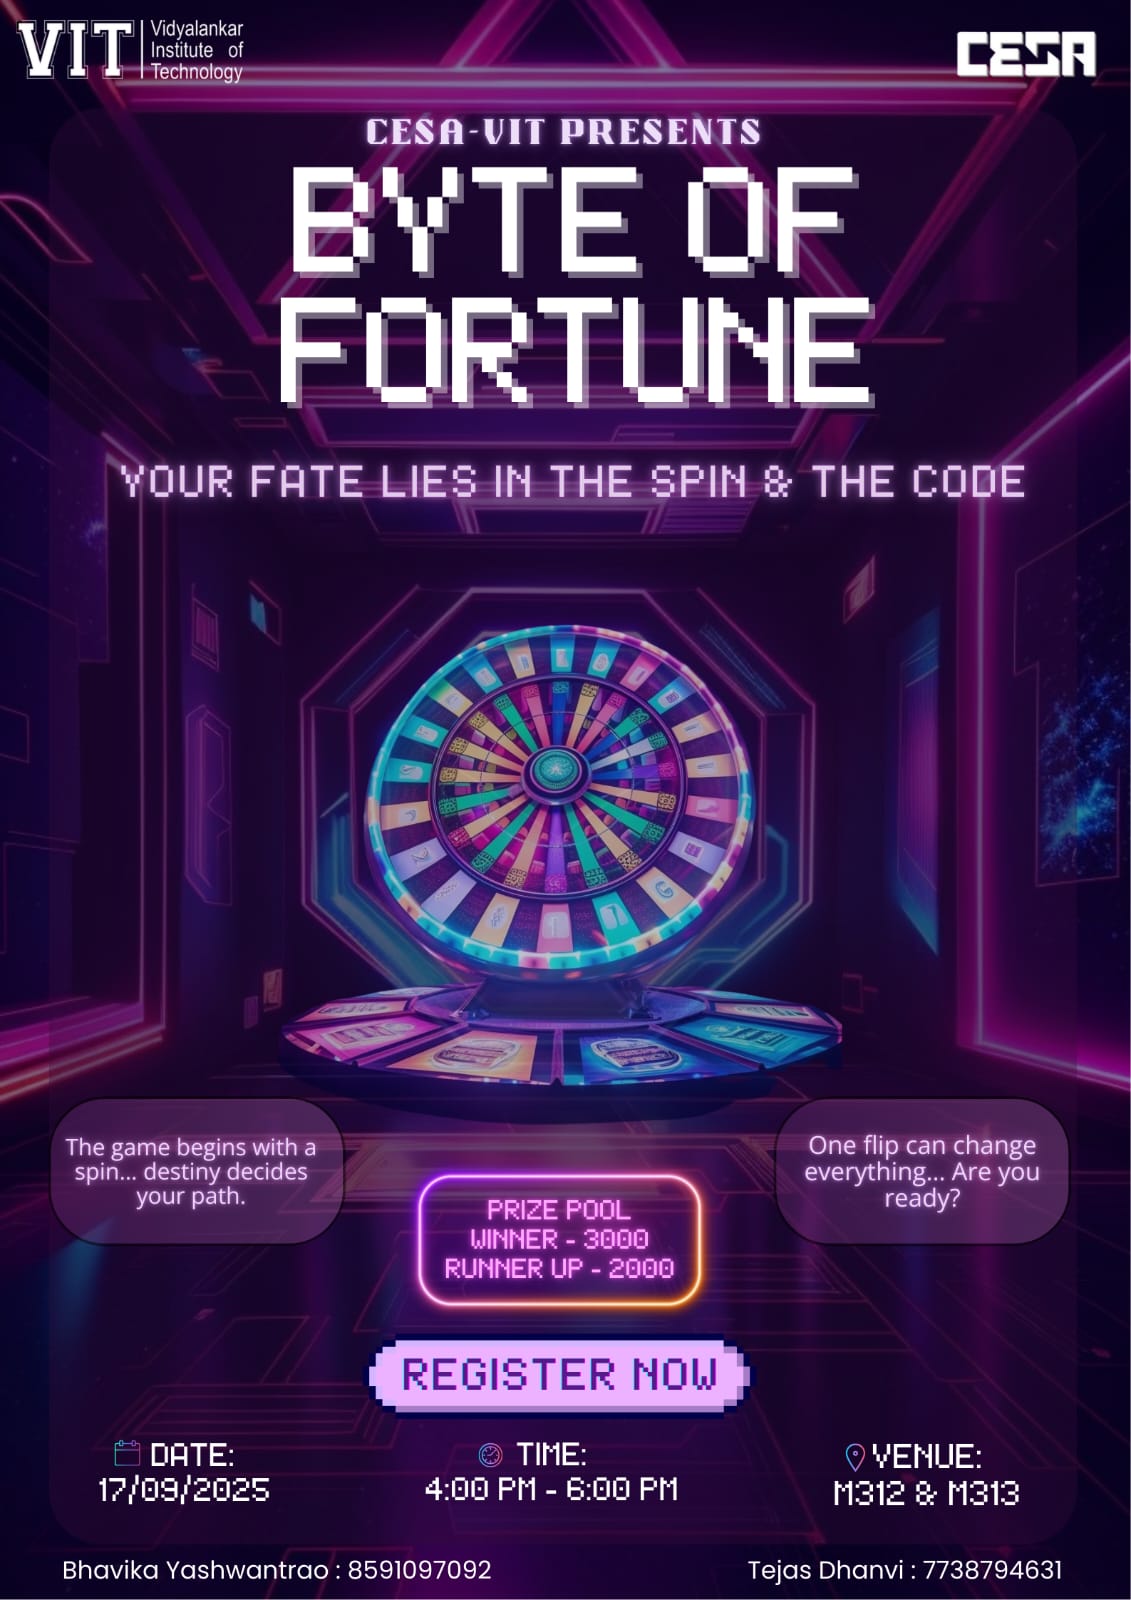 VIT
Vidyalankar
Institute of
Technology
CESA
CESA-VIT PRESENTS
BYTE OF
FORTUNE
YOUR FATE LIES IN THE SPIN & THE CODE
The game begins with a
spin... destiny decides
your path.
One flip can change
everything... Are you
ready?
PRIZE POOL
WINNER - 3000
RUNNER UP - 2000
REGISTER NOW
DATE:
17/09/2025
TIME:
4:00 PM - 6:00 PM
VENUE:
M312 & M313
Bhavika Yashwantrao : 8591097092
Tejas Dhanvi : 7738794631